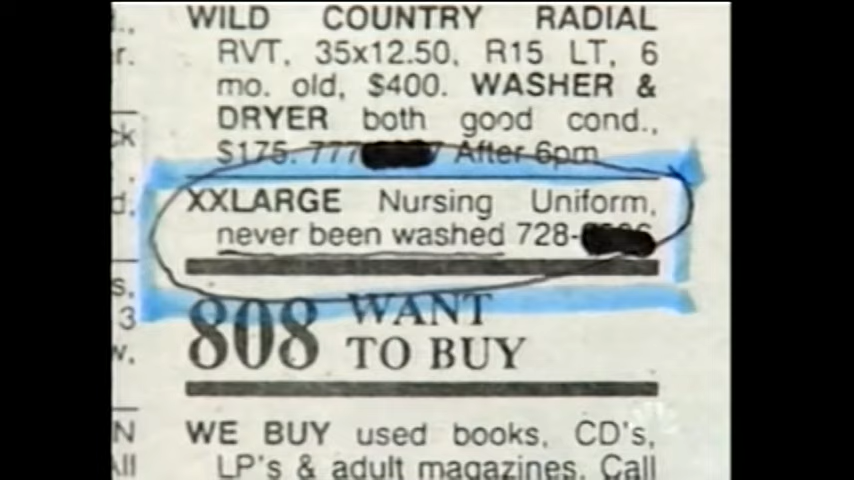 WILD COUNTRY RADIAL
RVT, 35x12.50, R15 LT, 6
mo. old, $400. WASHER &
DRYER both good cond.,
$175. 777- After 6pm
XXLARGE Nursing Uniform,
never been washed 728-
808 WANT
TO BUY
WE BUY used books, CD's,
LP's & adult magazines. Call